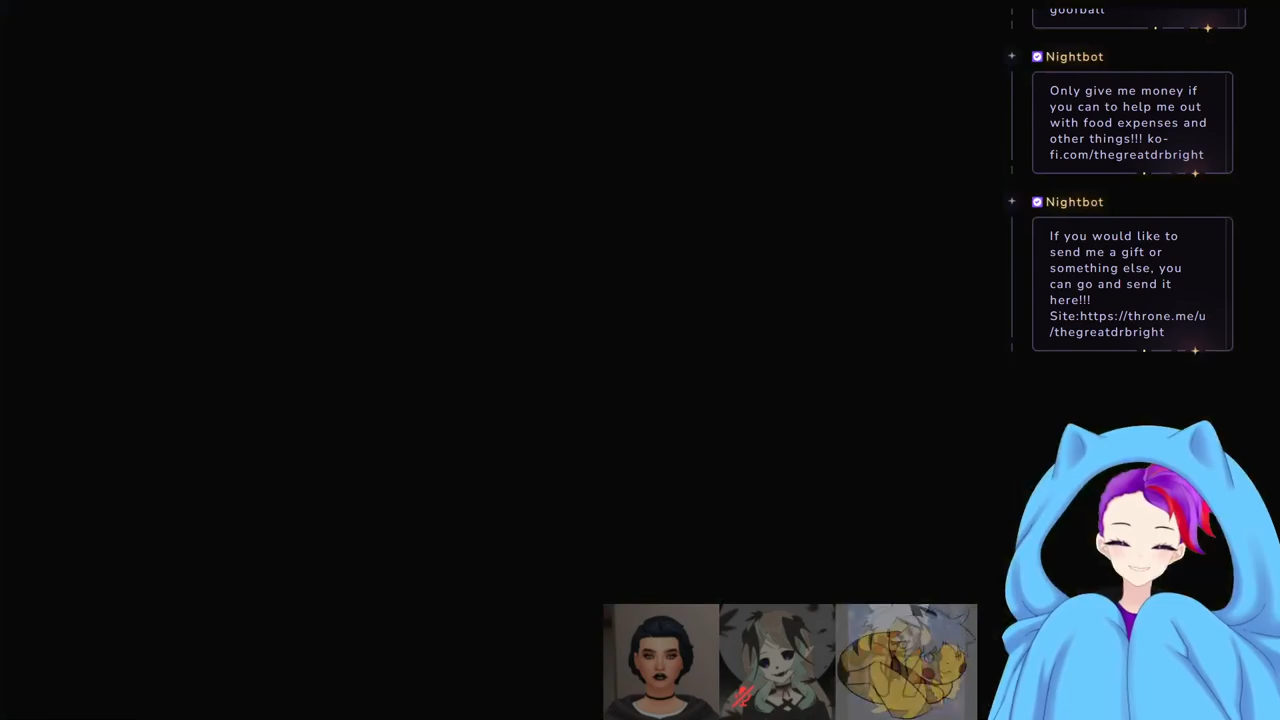 goofball
Nightbot
Only give me money if
you can to help me out
with food expenses and
other things!!! ko-
fi.com/thegreatdrbright
Nightbot
If you would like to
send me a gift or
something else, you
can go and send it
here!!!
Site:https://throne.me/u
/thegreatdrbright